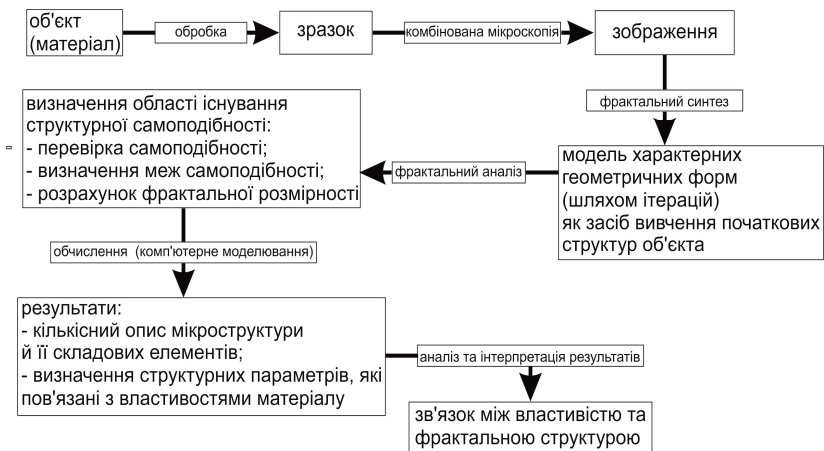 об'єкт
(матеріал)
обробка
зразок
комбінована мікроскопія
зображення
фрактальний синтез
модель характерних
геометричних форм
(шляхом ітерацій)
як засіб вивчення початкових
структур об'єкта
фрактальний аналіз
визначення області існування
структурної самоподібності:
- перевірка самоподібності;
- визначення меж самоподібності;
- розрахунок фрактальної розмірності
обчислення (комп'ютерне моделювання)
результати:
- кількісний опис мікроструктури
й її складових елементів;
- визначення структурних параметрів, які
пов'язані з властивостями матеріалу
аналіз та інтерпретація результатів
зв'язок між властивістю та
фрактальною структурою